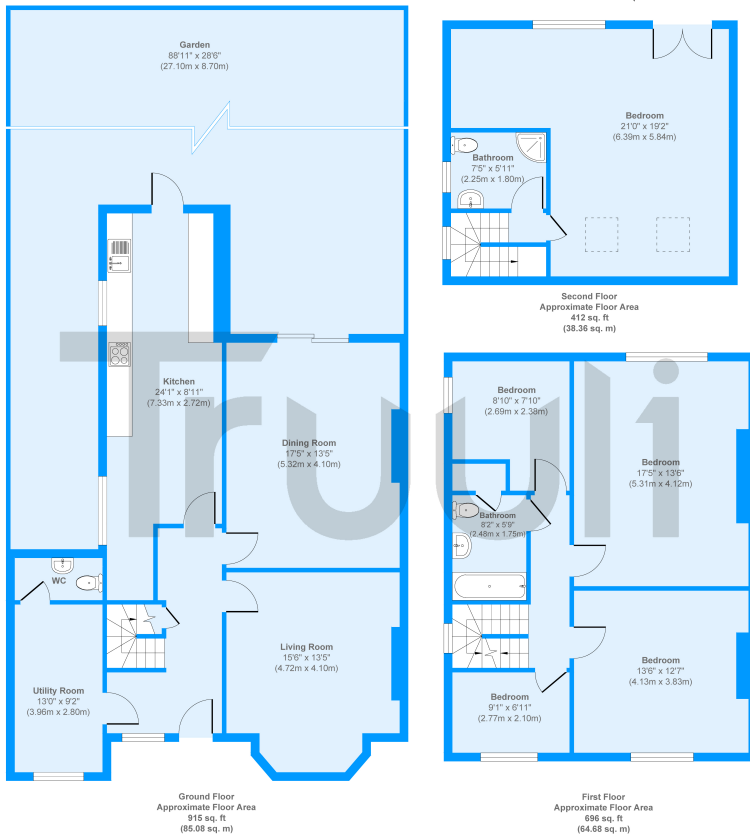 Garden
88'11" x 28'6"
(27.10m x 8.70m)
Kitchen
24'1" x 8'11"
(7.33m x 2.72m)
Dining Room
17'5" x 13'5"
(5.32m x 4.10m)
WC
Living Room
15'6" x 13'5"
(4.72m x 4.10m)
Utility Room
13'0" x 9'2"
(3.96m x 2.80m)
Ground Floor
Approximate Floor Area
915 sq. ft
(85.08 sq. m)
Bedroom
21'0" x 19'2"
(6.39m x 5.84m)
Bathroom
7'5" x 5'11"
(2.25m x 1.80m)
Second Floor
Approximate Floor Area
412 sq. ft
(38.36 sq. m)
Bedroom
8'10" x 7'10"
(2.69m x 2.38m)
Bedroom
17'5" x 13'6"
(5.31m x 4.12m)
Bathroom
8'2" x 5'9"
(2.48m x 1.75m)
Bedroom
13'6" x 12'7"
(4.13m x 3.83m)
Bedroom
9'1" x 6'11"
(2.77m x 2.10m)
First Floor
Approximate Floor Area
696 sq. ft
(64.68 sq. m)
Truuli